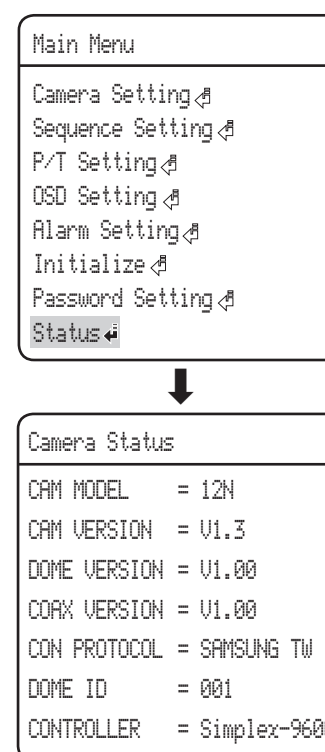 Main Menu
Camera Setting
Sequence Setting
P/T Setting
OSD Setting
Alarm Setting
Initialize
Password Setting
Status
Camera Status
CAM MODEL = 12N
CAM VERSION = V1.3
DOME VERSION = V1.00
COAX VERSION = V1.00
CON PROTOCOL = SAMSUNG TW
DOME ID = 001
CONTROLLER = Simplex-960